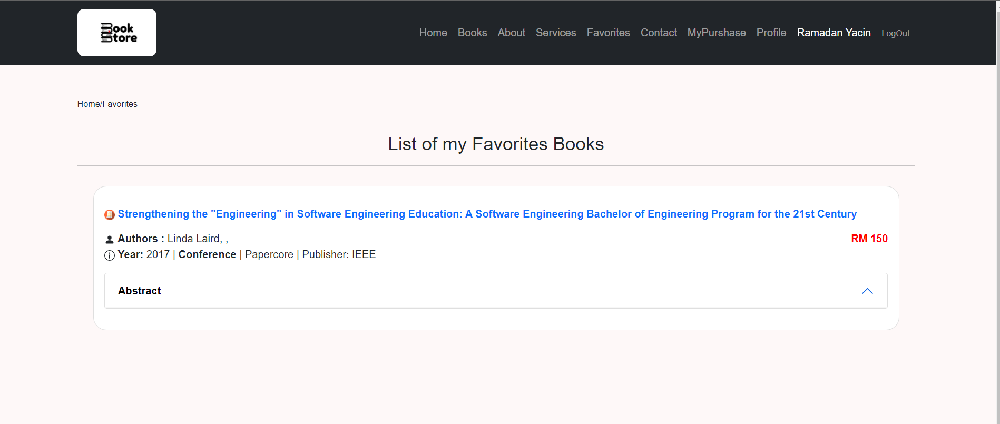 Book
Store
Home Books About Services Favorites Contact MyPurshase Profile Ramadan Yacin LogOut
Home/Favorites
List of my Favorites Books
Strengthening the "Engineering" in Software Engineering Education: A Software Engineering Bachelor of Engineering Program for the 21st Century
Authors : Linda Laird, , RM 150
Year: 2017 | Conference | Papercore | Publisher: IEEE
Abstract